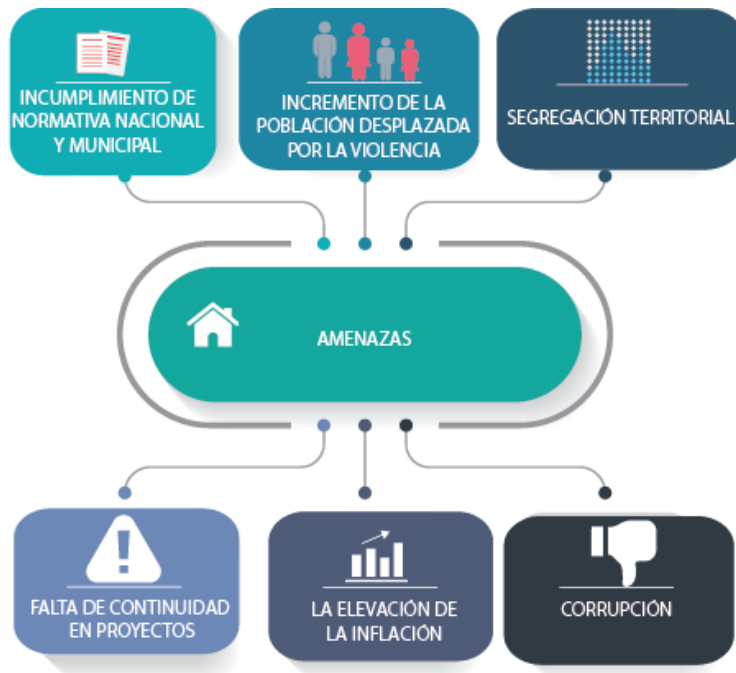 INCUMPLIMIENTO DE
NORMATIVA NACIONAL
Y MUNICIPAL
INCREMENTO DE LA
POBLACIÓN DESPLAZADA
POR LA VIOLENCIA
SEGREGACIÓN TERRITORIAL
AMENAZAS
FALTA DE CONTINUIDAD
EN PROYECTOS
LA ELEVACIÓN DE
LA INFLACIÓN
CORRUPCIÓN